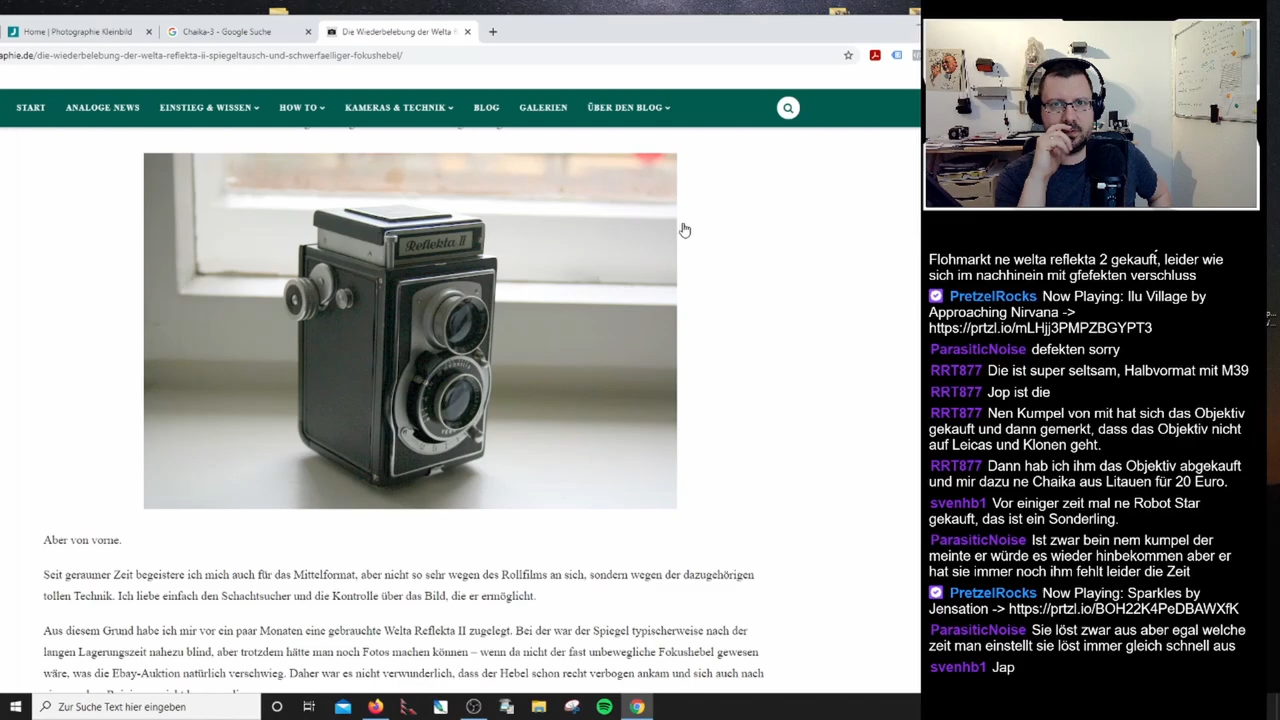 Home | Photographie Kleinbild
Chaika-3 - Google Suche
Die Wiederbelebung der Welta R
aphie.de/die-wiederbelebung-der-welta-reflekta-ii-spiegeltausch-und-schwerfaelliger-fokushebel/
START ANALOGE NEWS EINSTIEG & WISSEN HOW TO KAMERAS & TECHNIK BLOG GALERIEN ÜBER DEN BLOG
Reflekta II
Aber von vorne.
Seit geraumer Zeit begeistere ich mich auch für das Mittelformat, aber nicht so sehr wegen des Rollfilms an sich, sondern wegen der dazugehörigen
tollen Technik. Ich liebe einfach den Schachtsucher und die Kontrolle über das Bild, die er ermöglicht.
Aus diesem Grund habe ich mir vor ein paar Monaten eine gebrauchte Welta Reflekta II zugelegt. Bei der war der Spiegel typischerweise nach der
langen Lagerungszeit nahezu blind, aber trotzdem hätte man noch Fotos machen können – wenn da nicht der fast unbewegliche Fokushebel gewesen
wäre, was die Ebay-Auktion natürlich verschwieg. Daher war es nicht verwunderlich, dass der Hebel schon recht verbogen ankam und sich auch nach
Zur Suche Text hier eingeben
Flohmarkt ne welta reflekta 2 gekauft, leider wie
sich im nachhinein mit gfefekten verschluss
PretzelRocks Now Playing: Ilu Village by
Approaching Nirvana ->
https://prtzl.io/mLHjj3PMPZBGYPT3
ParasiticNoise defekten sorry
RRT877 Die ist super seltsam, Halbvormat mit M39
RRT877 Jop ist die
RRT877 Nen Kumpel von mit hat sich das Objektiv
gekauft und dann gemerkt, dass das Objektiv nicht
auf Leicas und Klonen geht.
RRT877 Dann hab ich ihm das Objektiv abgekauft
und mir dazu ne Chaika aus Litauen für 20 Euro.
svenhb1 Vor einiger zeit mal ne Robot Star
gekauft, das ist ein Sonderling.
ParasiticNoise Ist zwar bein nem kumpel der
meinte er würde es wieder hinbekommen aber er
hat sie immer noch ihm fehlt leider die Zeit
PretzelRocks Now Playing: Sparkles by
Jensation -> https://prtzl.io/BOH22K4PeDBAWXfK
ParasiticNoise Sie löst zwar aus aber egal welche
zeit man einstellt sie löst immer gleich schnell aus
svenhb1 Jap